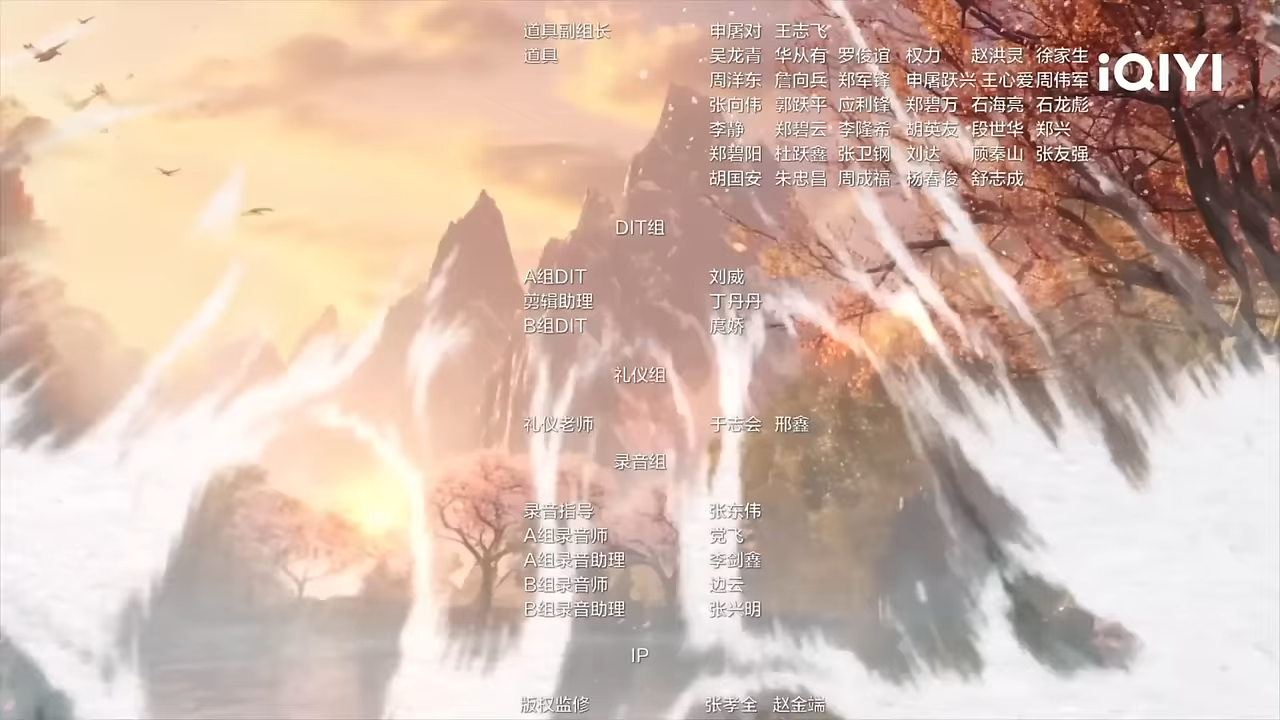 道具副组长 申屠对 王志飞
道具 吴龙青 华从有 罗俊谊 权力 赵洪灵 徐家生
iQIYI
周洋东 詹向兵 郑军锋 申屠跃兴 王心爱 周伟军
张向伟 郭跃平 应利锋 郑碧万 石海亮 石龙彪
李静 郑碧云 李隆希 胡英友 段世华 郑兴
郑碧阳 杜跃鑫 张卫钢 刘达 顾秦山 张友强
胡国安 朱忠昌 周成福 杨春俊 舒志成
DIT组
A组DIT 刘威
剪辑助理 丁丹丹
B组DIT 庹娇
礼仪组
礼仪老师 于志会 邢鑫
录音组
录音指导 张东伟
A组录音师 党飞
A组录音助理 李剑鑫
B组录音师 边云
B组录音助理 张兴明
IP
版权监修 张孝全 赵金端